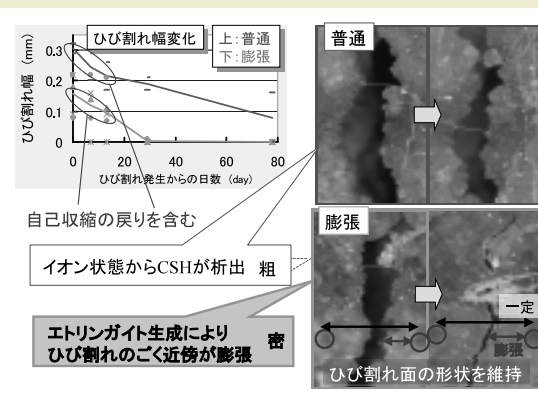 ひび割れ幅変化
上:普通
下:膨張
ひび割れ幅 (mm)
0.3
0.2
0.1
0
0 20 40 60 80
ひび割れ発生からの日数 (day)
自己収縮の戻りを含む
イオン状態からCSHが析出 粗
エトリンガイト生成により
ひび割れのごく近傍が膨張 密
普通
膨張
一定
膨張
ひび割れ面の形状を維持